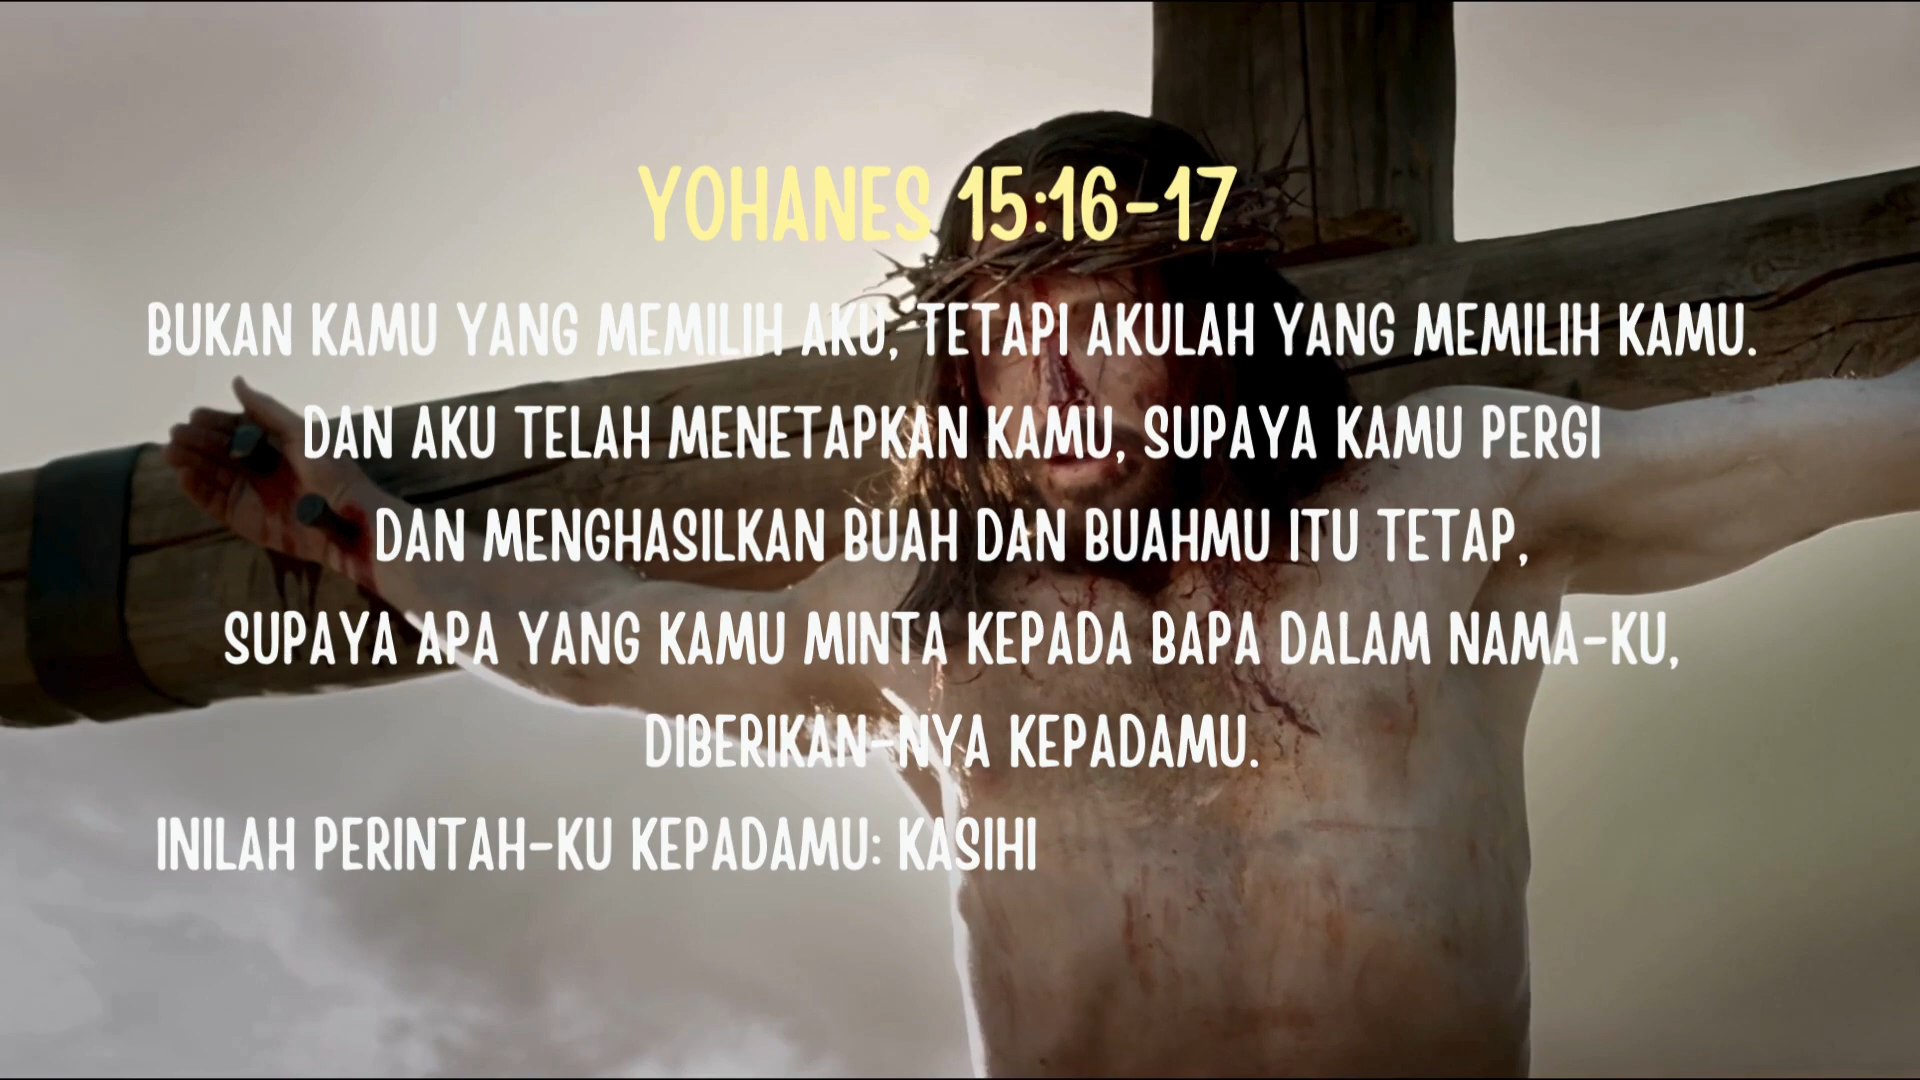 YOHANES 15:16-17
BUKAN KAMU YANG MEMILIH AKU, TETAPI AKULAH YANG MEMILIH KAMU.
DAN AKU TELAH MENETAPKAN KAMU, SUPAYA KAMU PERGI
DAN MENGHASILKAN BUAH DAN BUAHMU ITU TETAP,
SUPAYA APA YANG KAMU MINTA KEPADA BAPA DALAM NAMA-KU,
DIBERIKAN-NYA KEPADAMU.
INILAH PERINTAH-KU KEPADAMU: KASIHI